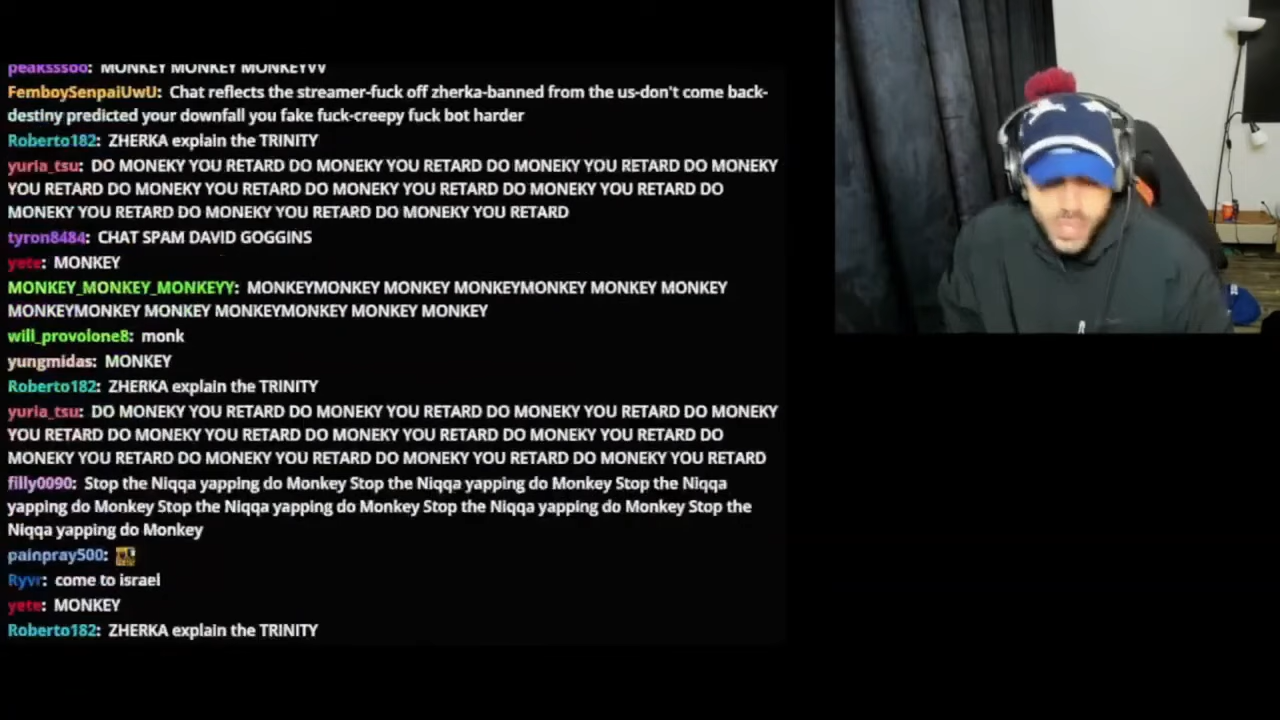 peaksssoo: MONKEY MONKEY MONKEYVV
FemboySenpaiUwU: Chat reflects the streamer-fuck off zherka-banned from the us-don't come back-
destiny predicted your downfall you fake fuck-creepy fuck bot harder
Roberto182: ZHERKA explain the TRINITY
yuria_tsu: DO MONEKY YOU RETARD DO MONEKY YOU RETARD DO MONEKY YOU RETARD DO MONEKY
YOU RETARD DO MONEKY YOU RETARD DO MONEKY YOU RETARD DO MONEKY YOU RETARD DO
MONEKY YOU RETARD DO MONEKY YOU RETARD DO MONEKY YOU RETARD
tyron8484: CHAT SPAM DAVID GOGGINS
yete: MONKEY
MONKEY_MONKEY_MONKEYY: MONKEYMONKEY MONKEY MONKEYMONKEY MONKEY MONKEY
MONKEYMONKEY MONKEY MONKEYMONKEY MONKEY MONKEY
will_provolone8: monk
yungmidas: MONKEY
Roberto182: ZHERKA explain the TRINITY
yuria_tsu: DO MONEKY YOU RETARD DO MONEKY YOU RETARD DO MONEKY YOU RETARD DO MONEKY
YOU RETARD DO MONEKY YOU RETARD DO MONEKY YOU RETARD DO MONEKY YOU RETARD DO
MONEKY YOU RETARD DO MONEKY YOU RETARD DO MONEKY YOU RETARD DO MONEKY YOU RETARD
filly0090: Stop the Niqqa yapping do Monkey Stop the Niqqa yapping do Monkey Stop the Niqqa
yapping do Monkey Stop the Niqqa yapping do Monkey Stop the Niqqa yapping do Monkey Stop the
Niqqa yapping do Monkey
painpray500:
Ryvr: come to israel
yete: MONKEY
Roberto182: ZHERKA explain the TRINITY